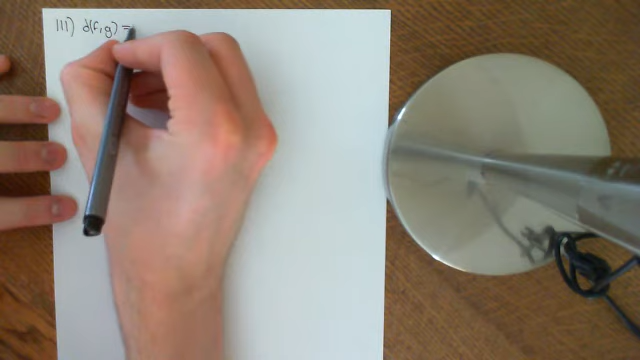 III) d(f,g) =